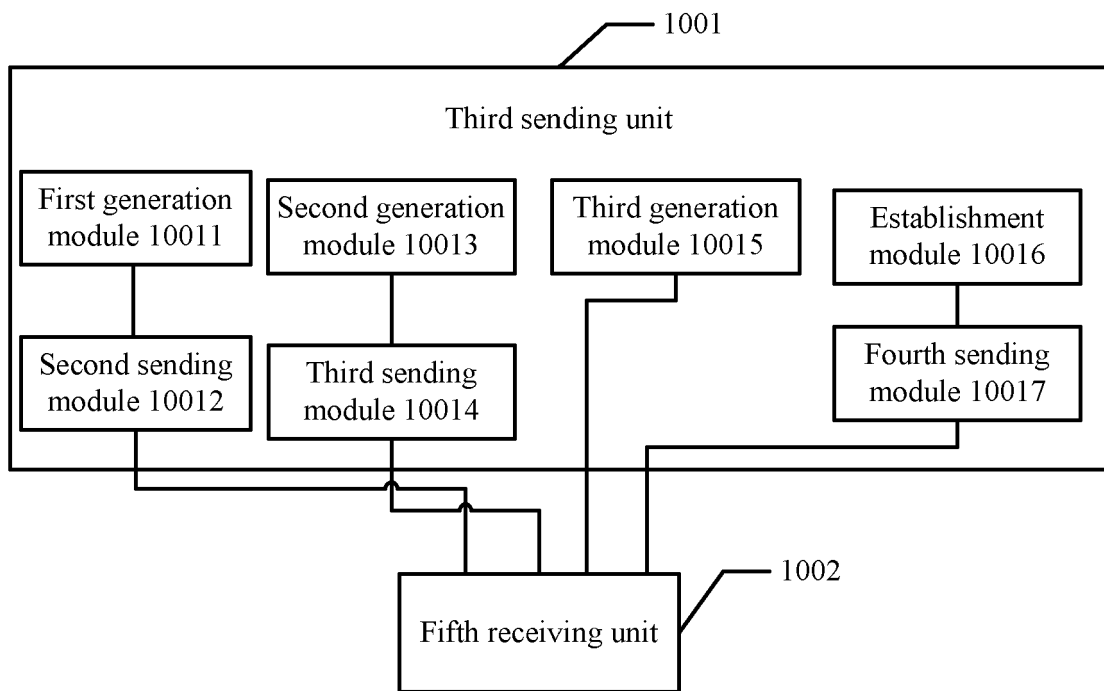 1001
Third sending unit
First generation
module 10011
Second generation
module 10013
Third generation
module 10015
Establishment
module 10016
Second sending
module 10012
Third sending
module 10014
Fourth sending
module 10017
1002
Fifth receiving unit